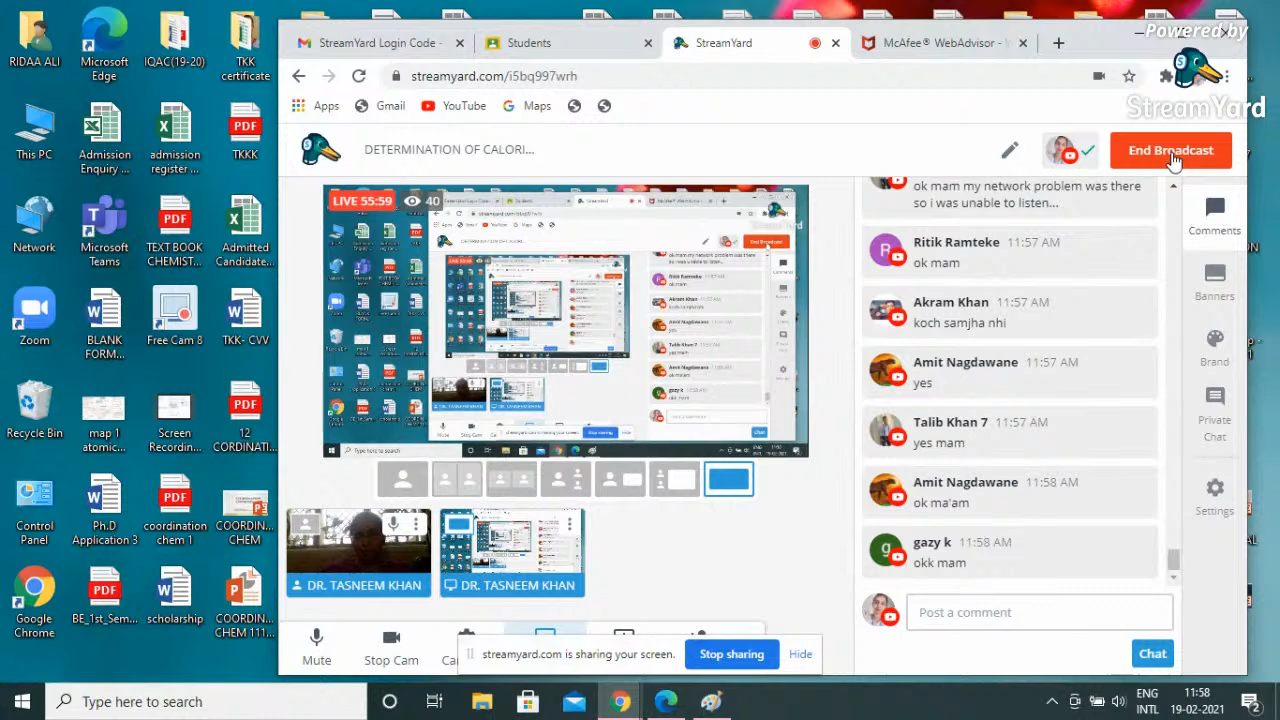 RIDAA ALI
Microsoft
Edge
IQAC(19-20)
TKK
certificate
This PC
Admission
Enquiry ...
admission
register ...
TKKK
Network
Microsoft
Teams
TEXT BOOK
CHEMIST...
Admitted
Candidate...
Zoom
BLANK
FORM...
Free Cam 8
TKK- CVV
Recycle Bin
map 1
atomic...
Screen
Recordin...
12
CORDINATI...
Control
Panel
Ph.D
Application 3
coordination
chem 1
COORDIN...
CHEM
Google
Chrome
BE_1st_Sem...
scholarship
COORDIN...
CHEM 111...
StreamYard Login Code -
Students
StreamYard
McAfee® WebAdvisor -
Powered by
StreamYard
streamyard.com/i5bq997wrh
Apps
Gmail
YouTube
Maps
DETERMINATION OF CALORI...
End Broadcast
LIVE 55:59
ok mam my network problem was there
so i was unable to listen...
Ritik Ramteke 11:57 AM
Akram Khan 11:57 AM
koch samjha nhi
Amit Nagdawane 11:57 AM
yes
Talib Khan 7 11:57 AM
yes mam
Amit Nagdawane 11:58 AM
ok ma am
gazy k 11:58 AM
okk mam
Post a comment
Chat
Comments
Banners
Brand
Private
Chat
Settings
DR. TASNEEM KHAN
DR. TASNEEM KHAN
Mute
Stop Cam
streamyard.com is sharing your screen.
Stop sharing
Hide
Type here to search
ENG
INTL
11:58
19-02-2021
2